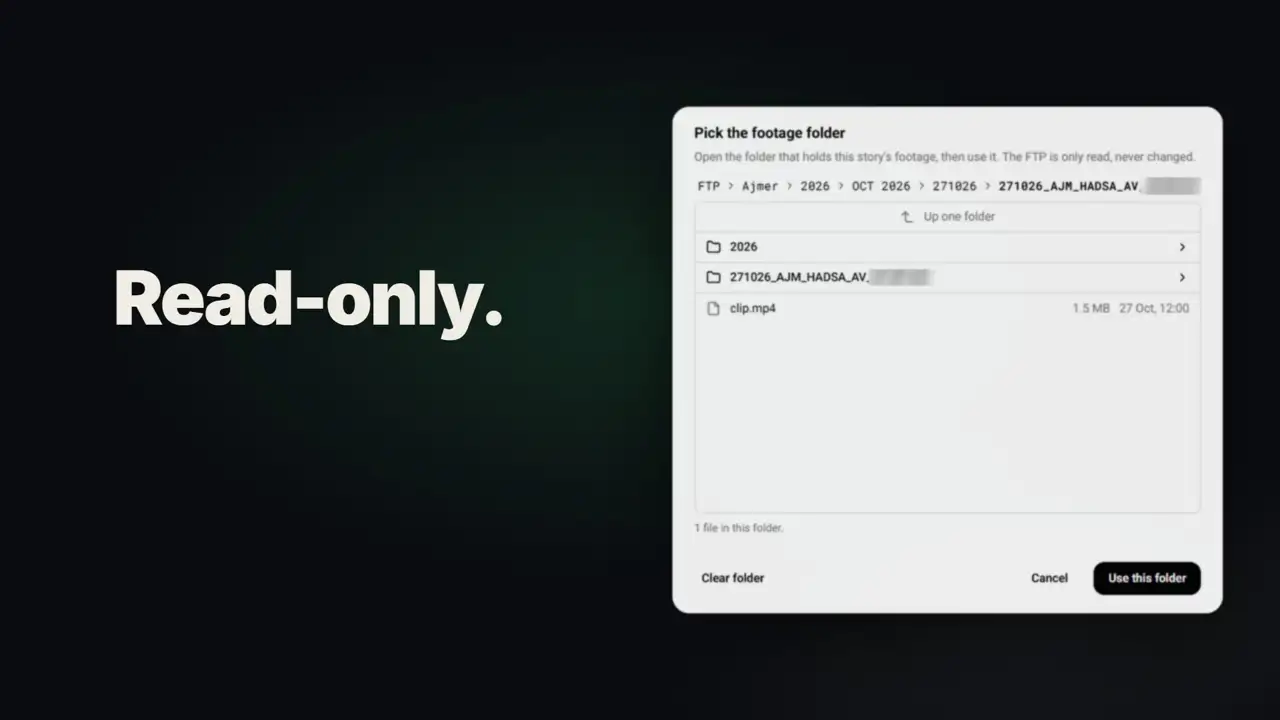 Read-only.
Pick the footage folder
Open the folder that holds this story's footage, then use it. The FTP is only read, never changed.
FTP > Ajmer > 2026 > OCT 2026 > 271026 > 271026_AJM_HADSA_AV_
Up one folder
2026
271026_AJM_HADSA_AV_
clip.mp4 1.5 MB 27 Oct, 12:00
1 file in this folder.
Clear folder Cancel Use this folder